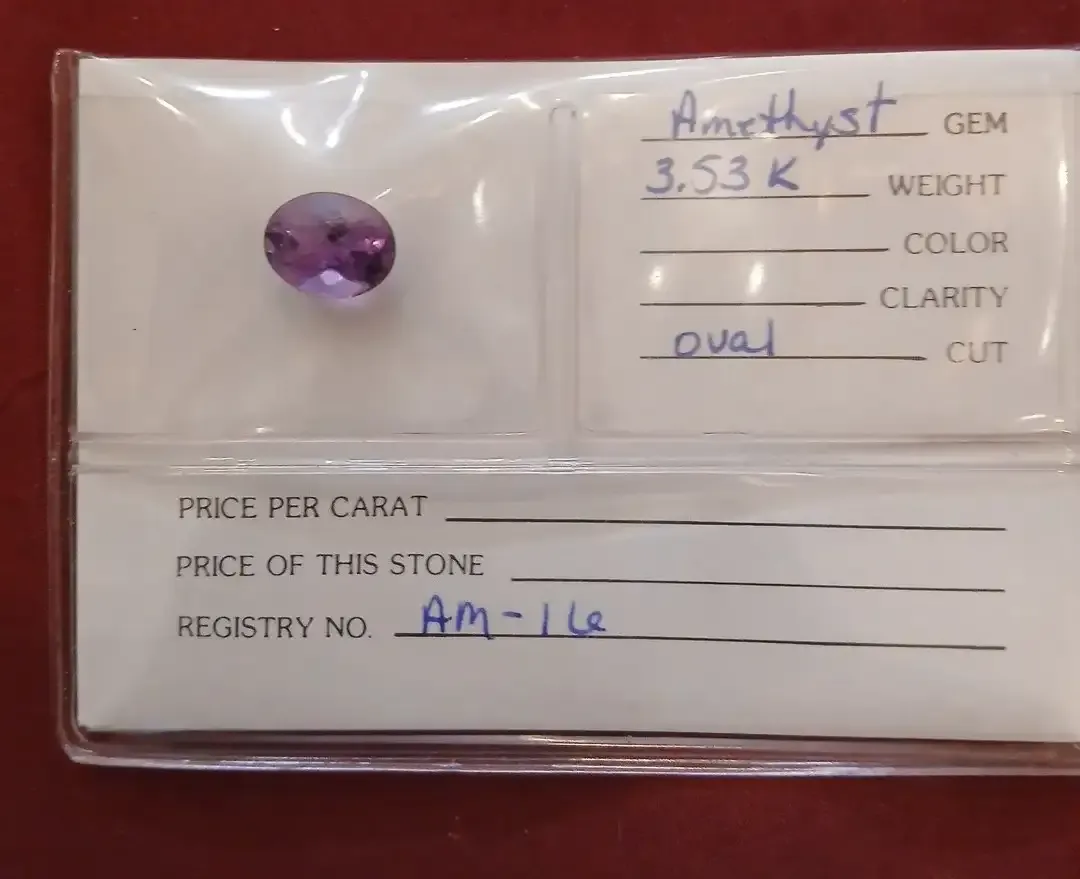 Amethyst GEM
3.53 K WEIGHT
COLOR
CLARITY
oval CUT
PRICE PER CARAT
PRICE OF THIS STONE
REGISTRY NO. AM-16